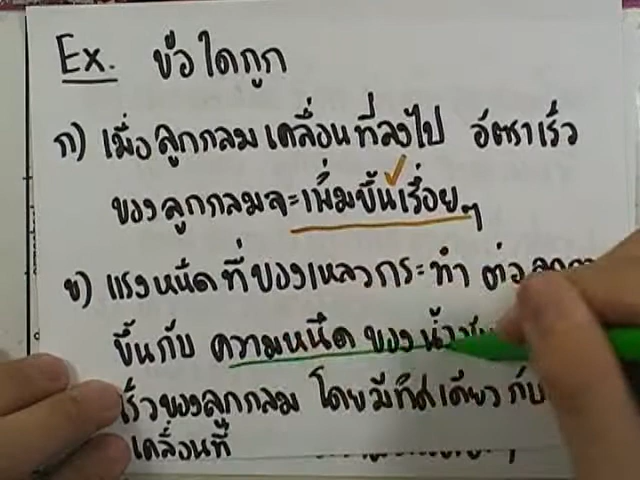 Ex. ข้อใดถูก
ก) เมื่อลูกกลมเคลื่อนที่ลงไป อัตราเร็ว
ของลูกกลมจะเพิ่มขึ้นเรื่อยๆ
ข) แรงหนืดที่ของเหลวกระทำ ต่อ
ขึ้นกับ ความหนืด ของ
เร็วของลูกกลม โดยมีทิศเดียว กับ
เคลื่อนที่